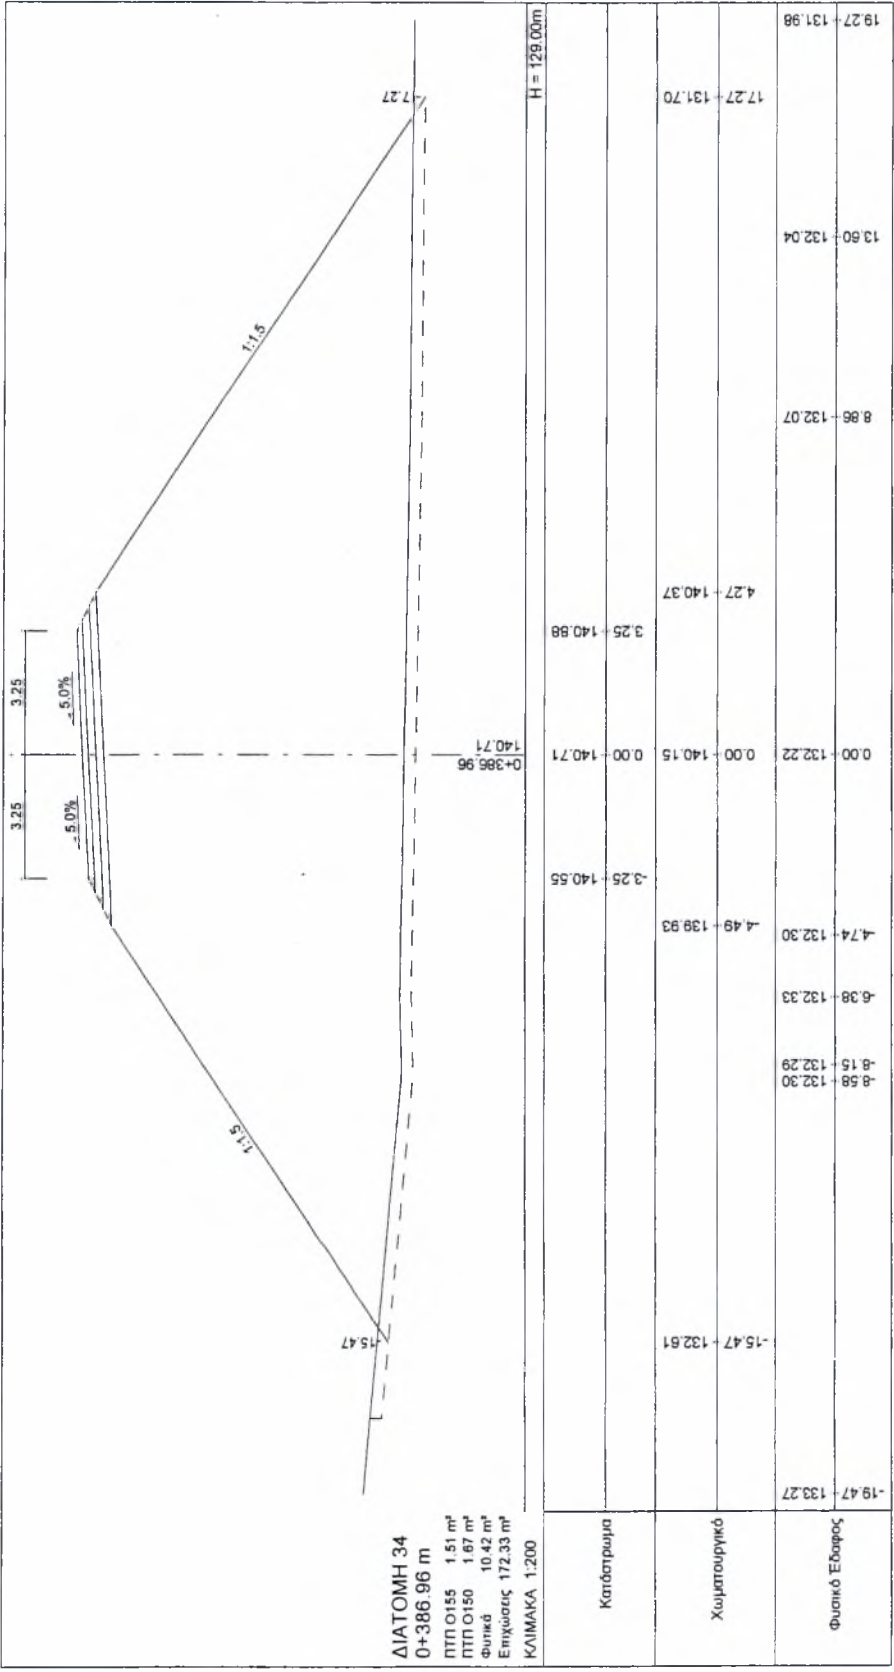 3.25
3.25
- 5.0%
- 5.0%
1:1.5
1:1.5
-15.47
0+386.96
140.71
ΔΙΑΤΟΜΗ 34
0+386.96 m
ΠΤΠ Ο155 1.51 m²
ΠΤΠ Ο150 1.67 m²
Φυτικά 10.42 m²
Επιχώσεις 172.33 m²
ΚΛΙΜΑΚΑ 1:200
H = 129.00m
Κατάστρωμα
-3.25 140.55
0.00 140.71
3.25 140.88
Χωματουργικό
-15.47 132.61
-4.49 139.93
0.00 140.15
4.27 140.37
17.27 131.70
Φυσικό Έδαφος
-19.47 133.27
-8.58 132.30
-8.15 132.29
-6.38 132.33
-4.74 132.30
0.00 132.22
8.86 132.07
13.60 132.04
19.27 131.98